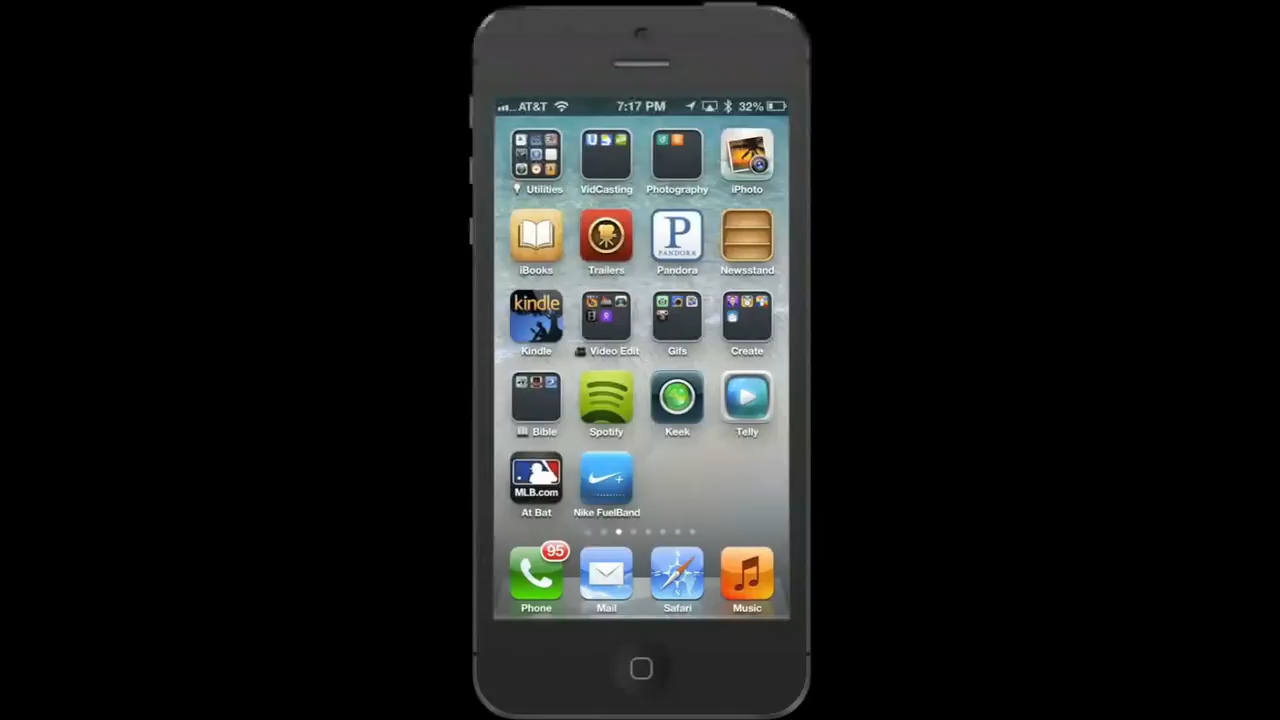 AT&T 7:17 PM 32%
Utilities VidCasting Photography iPhoto
P
PANDORA
iBooks Trailers Pandora Newsstand
kindle
Kindle Video Edit Gifs Create
Bible Spotify Keek Telly
MLB.com
At Bat Nike FuelBand
95
Phone Mail Safari Music